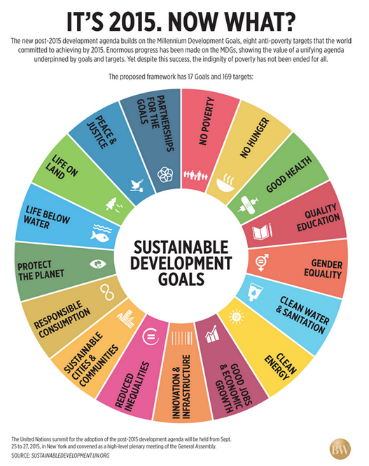 IT'S 2015. NOW WHAT?
The new post-2015 development agenda builds on the Millennium Development Goals, eight anti-poverty targets that the world
committed to achieving by 2015. Enormous progress has been made on the MDGs, showing the value of a unifying agenda
underpinned by goals and targets. Yet despite this success, the indignity of poverty has not been ended for all.
The proposed framework has 17 Goals and 169 targets:
NO POVERTY
NO HUNGER
GOOD HEALTH
QUALITY
EDUCATION
GENDER
EQUALITY
CLEAN WATER
& SANITATION
CLEAN
ENERGY
GOOD JOBS
& ECONOMIC
GROWTH
INNOVATION &
INFRASTRUCTURE
REDUCED
INEQUALITIES
SUSTAINABLE
CITIES &
COMMUNITIES
RESPONSIBLE
CONSUMPTION
PROTECT
THE PLANET
LIFE BELOW
WATER
LIFE ON
LAND
PEACE &
JUSTICE
PARTNERSHIPS
FOR THE
GOALS
SUSTAINABLE
DEVELOPMENT
GOALS
The United Nations summit for the adoption of the post-2015 development agenda will be held from Sept.
25 to 27, 2015, in New York and convened as a high-level plenary meeting of the General Assembly.
SOURCE: SUSTAINABLEDEVELOPMENT.UN.ORG
BW